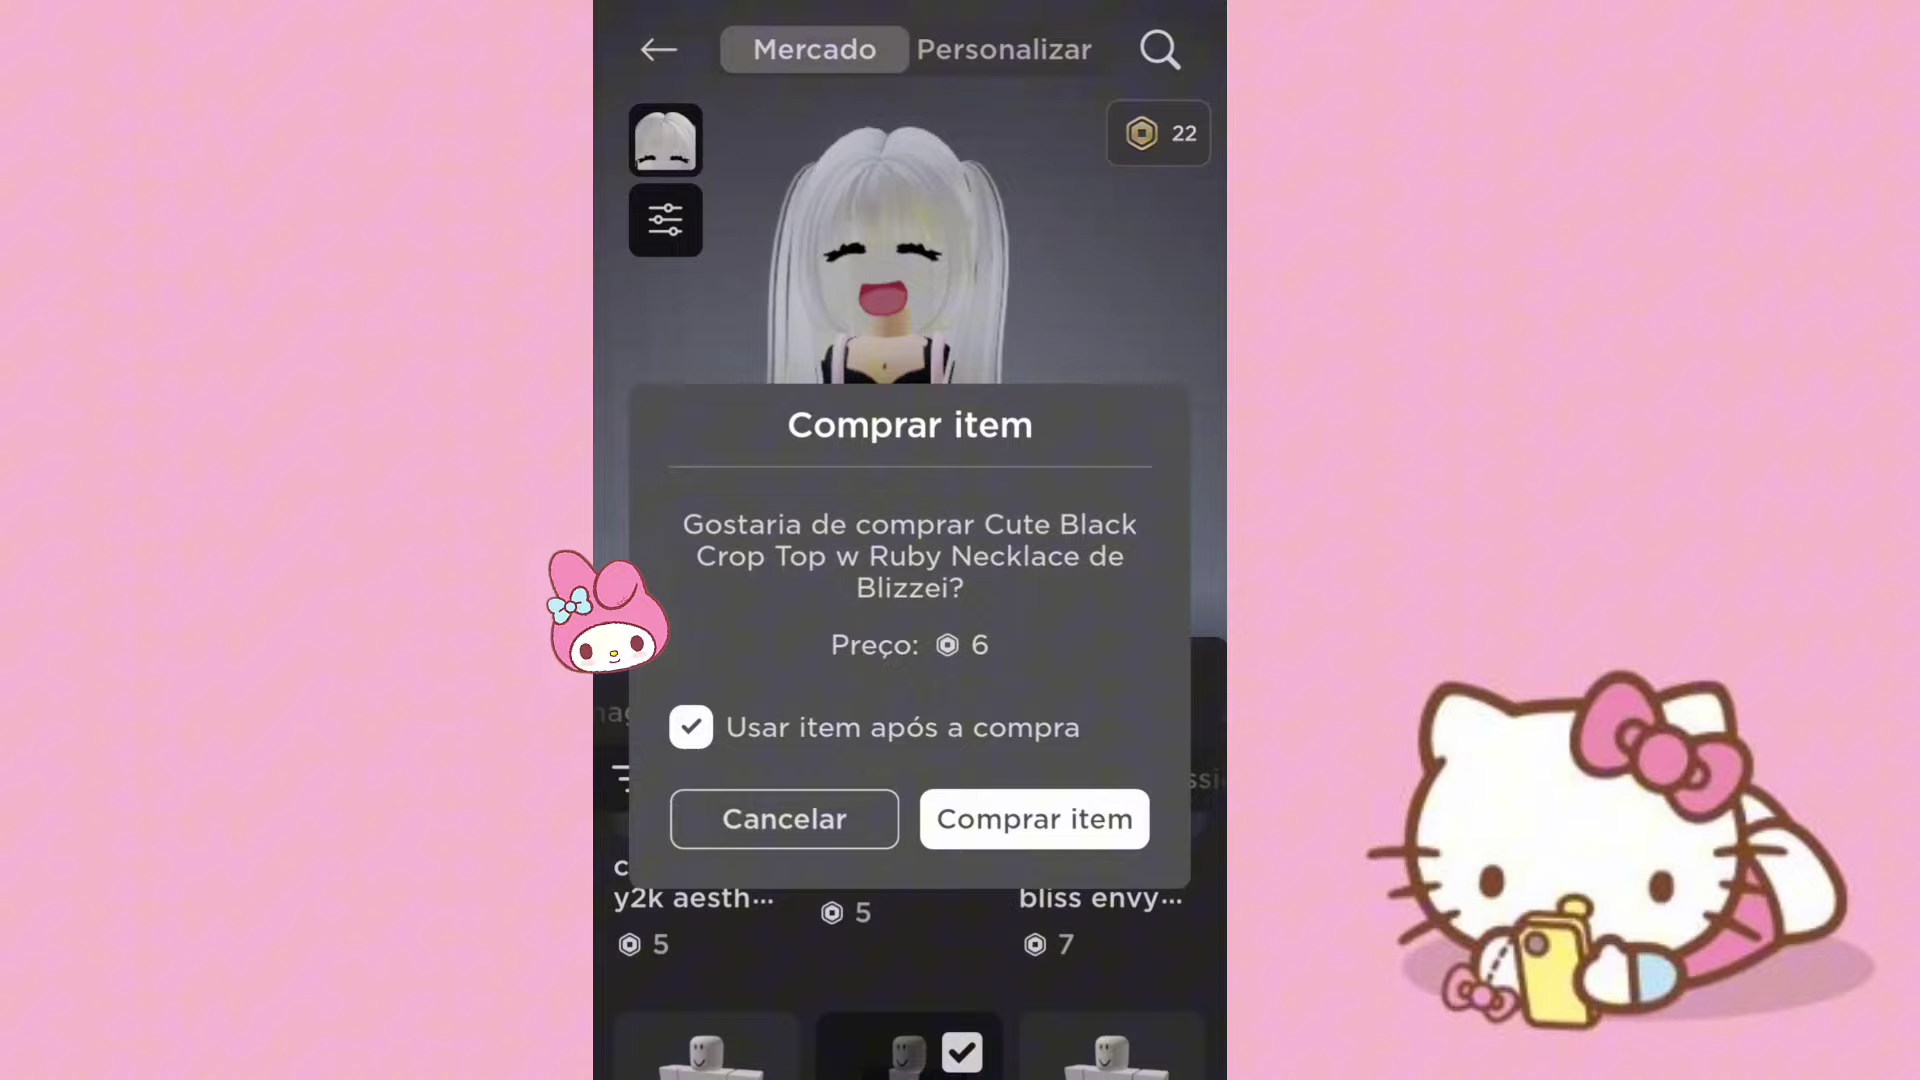 Mercado Personalizar
22
Comprar item
Gostaria de comprar Cute Black
Crop Top w Ruby Necklace de
Blizzei?
Preço: 6
Usar item após a compra
Cancelar Comprar item
y2k aesth...
bliss envy...
5
5
7